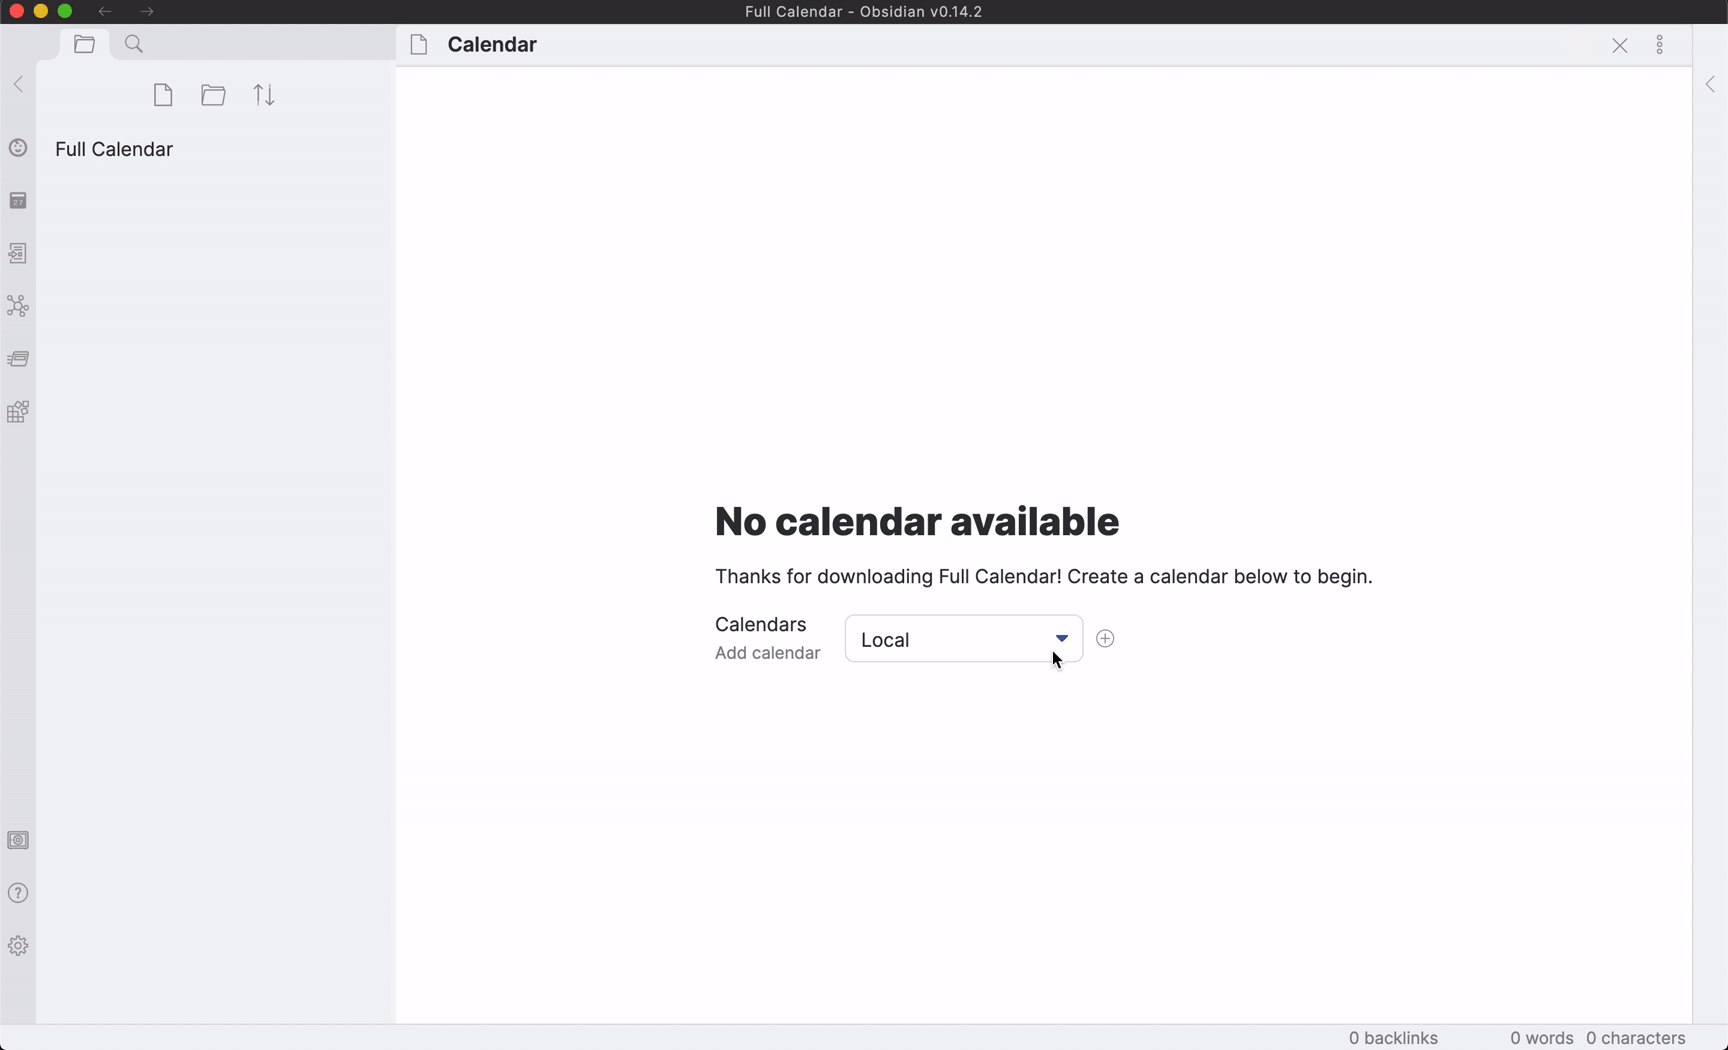 Full Calendar - Obsidian v0.14.2
Calendar
Full Calendar
27
No calendar available
Thanks for downloading Full Calendar! Create a calendar below to begin.
Calendars
Add calendar
Local
0 backlinks
0 words
0 characters